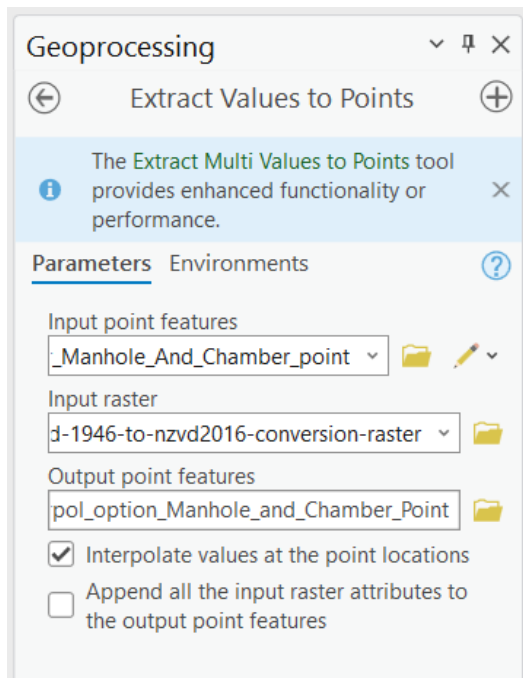 Geoprocessing
Extract Values to Points
The Extract Multi Values to Points tool
provides enhanced functionality or
performance.
Parameters Environments
Input point features
_Manhole_And_Chamber_point
Input raster
d-1946-to-nzvd2016-conversion-raster
Output point features
pol_option_Manhole_and_Chamber_Point
Interpolate values at the point locations
Append all the input raster attributes to
the output point features